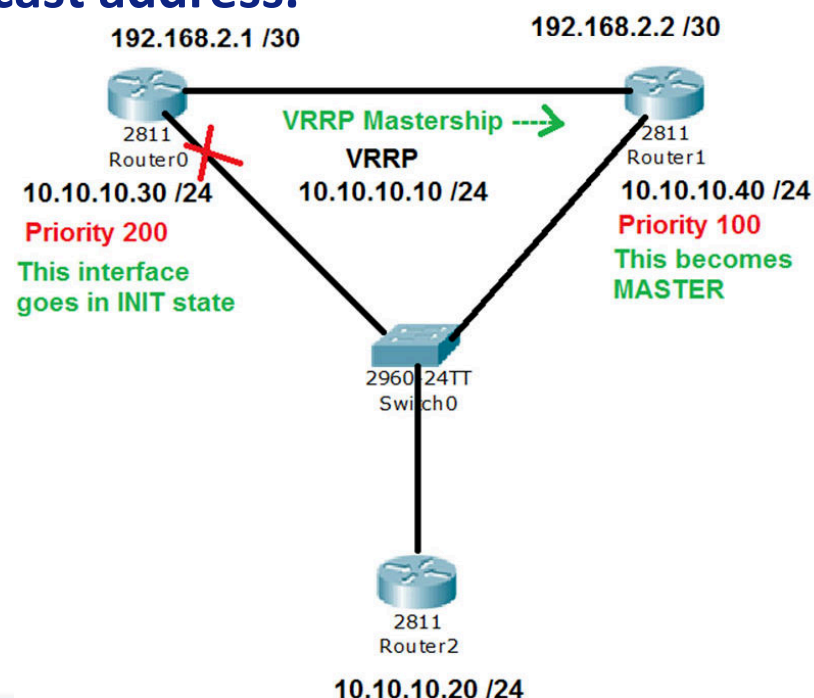 cast address.
192.168.2.1 /30
192.168.2.2 /30
2811
Router0
VRRP Mastership ---->
VRRP
2811
Router1
10.10.10.30 /24
10.10.10.10 /24
10.10.10.40 /24
Priority 200
Priority 100
This interface
goes in INIT state
This becomes
MASTER
2960-24TT
Switch0
2811
Router2
10.10.10.20 /24